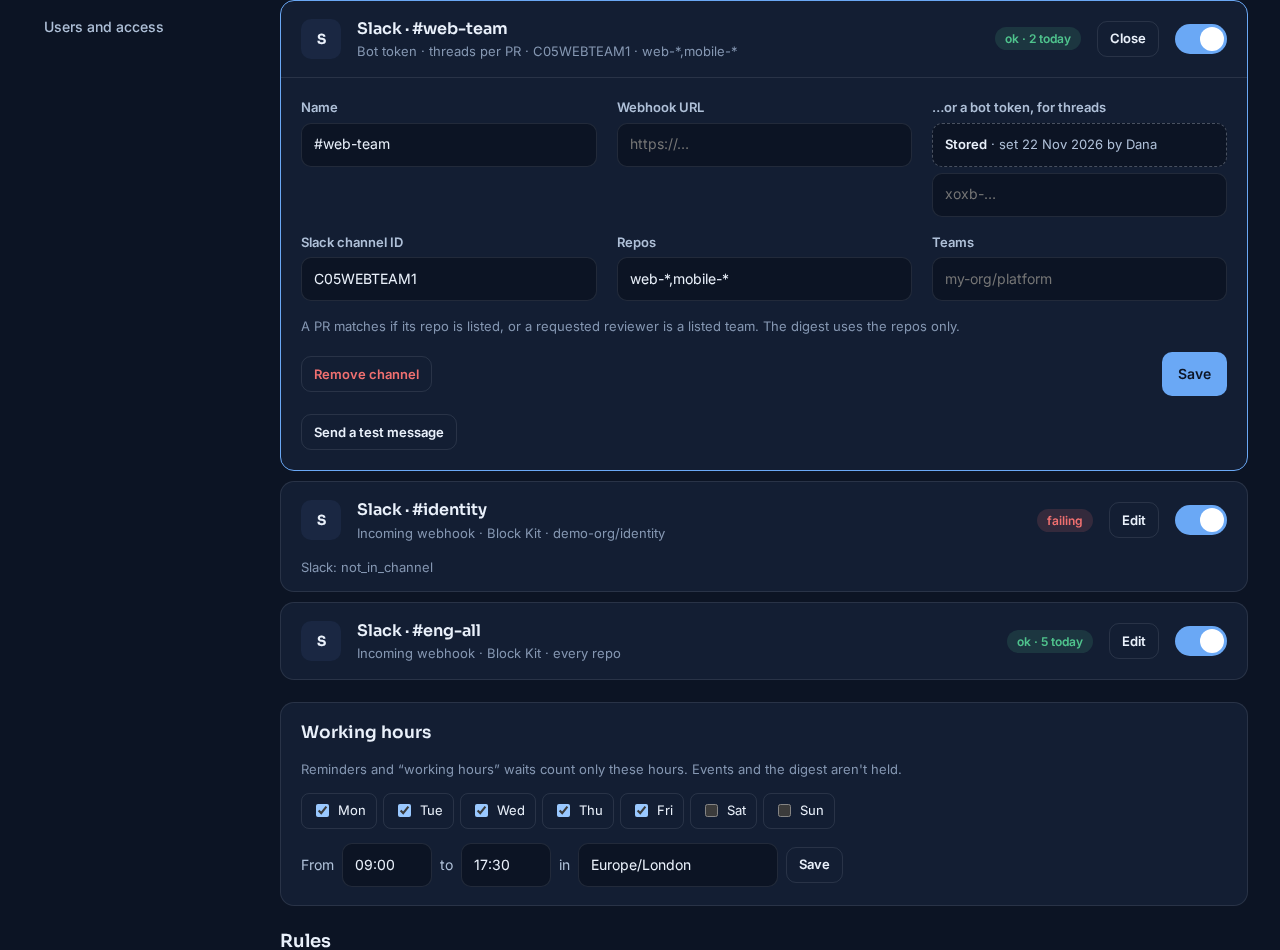 Users and access
S
Slack · #web-team
Bot token · threads per PR · C05WEBTEAM1 · web-*,mobile-*
ok · 2 today
Close
Name
Webhook URL
…or a bot token, for threads
#web-team
https://…
Stored · set 22 Nov 2026 by Dana
xoxb-…
Slack channel ID
Repos
Teams
C05WEBTEAM1
web-*,mobile-*
my-org/platform
A PR matches if its repo is listed, or a requested reviewer is a listed team. The digest uses the repos only.
Remove channel
Save
Send a test message
S
Slack · #identity
Incoming webhook · Block Kit · demo-org/identity
failing
Edit
Slack: not_in_channel
S
Slack · #eng-all
Incoming webhook · Block Kit · every repo
ok · 5 today
Edit
Working hours
Reminders and “working hours” waits count only these hours. Events and the digest aren't held.
Mon
Tue
Wed
Thu
Fri
Sat
Sun
From 09:00 to 17:30 in Europe/London Save
Rules